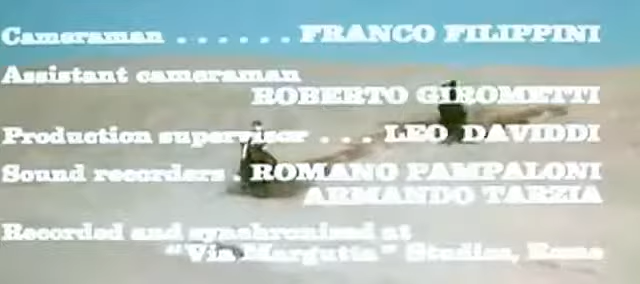 Cameraman . . . . . . FRANCO FILIPPINI
Assistant cameraman
ROBERTO GIROMETTI
Production supervisor . . . LEO DAVIDDI
Sound recorders . ROMANO PAMPALONI
ARMANDO TARZIA
Recorded and synchronized at
"Via Margutta" Studios, Rome